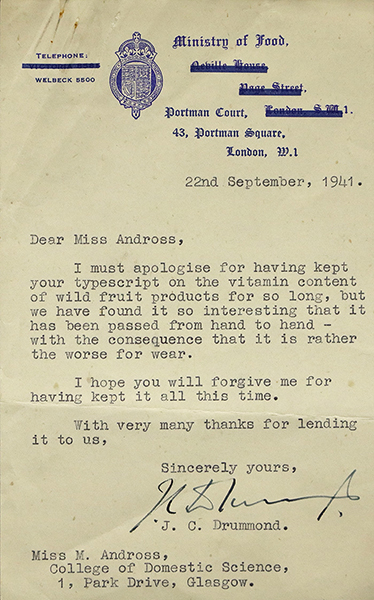 Ministry of Food,
TELEPHONE:
Neville House
WELBECK 5500
Page Street,
Portman Court, London, S.W.1.
43, Portman Square,
London, W.1
22nd September, 1941.
Dear Miss Andross,
I must apologise for having kept
your typescript on the vitamin content
of wild fruit products for so long, but
we have found it so interesting that it
has been passed from hand to hand -
with the consequence that it is rather
the worse for wear.
I hope you will forgive me for
having kept it all this time.
With very many thanks for lending
it to us,
Sincerely yours,
J. C. Drummond.
Miss M. Andross,
College of Domestic Science,
1, Park Drive, Glasgow.